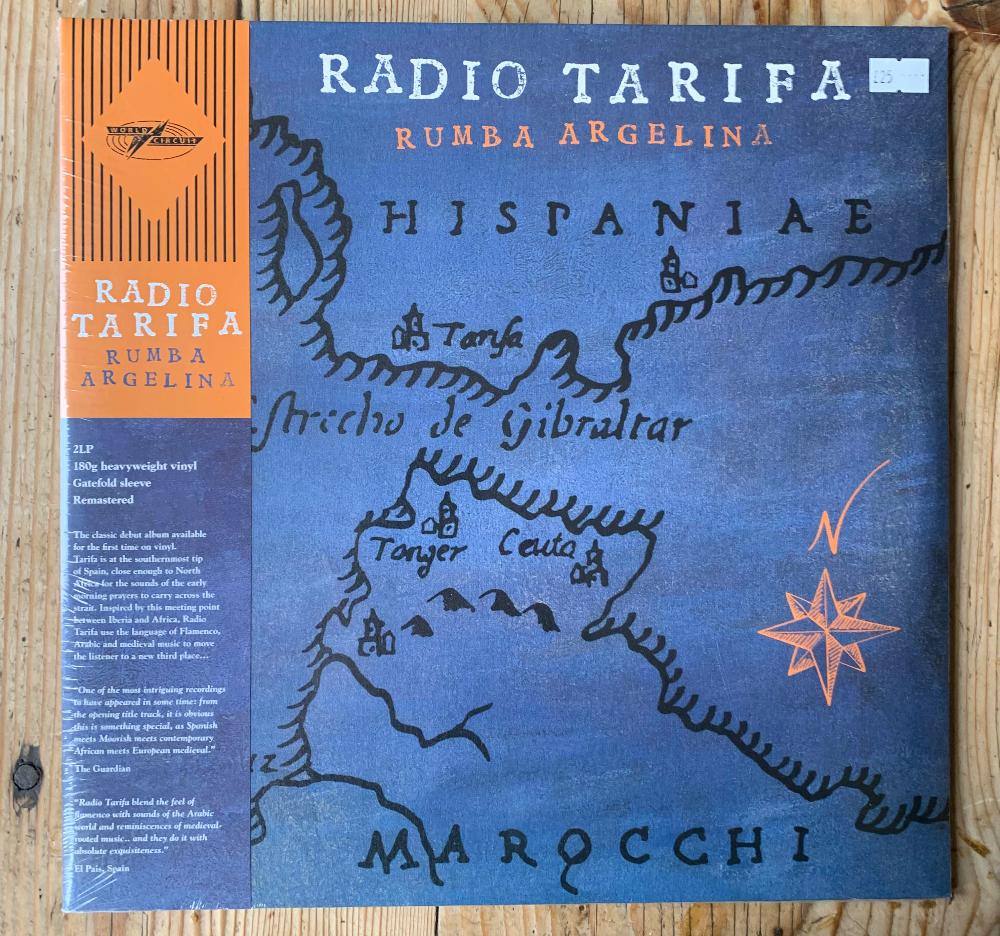 RADIO TARIFA
£25
RUMBA ARGELINA
WORLD CIRCUIT
HISPANIAE
Tarifa
Estrecho de Gibraltar
Tanger
Ceuta
N
MAROCCHI
RADIO
TARIFA
RUMBA
ARGELINA
2LP
180g heavyweight vinyl
Gatefold sleeve
Remastered
The classic debut album available
for the first time on vinyl.
Tarifa is at the southernmost tip
of Spain, close enough to North
Africa for the sounds of the early
morning prayers to carry across the
strait. Inspired by this meeting point
between Iberia and Africa, Radio
Tarifa use the language of Flamenco,
Arabic and medieval music to move
the listener to a new third place...
"One of the most intriguing recordings
to have appeared in some time: from
the opening title track, it is obvious
this is something special, as Spanish
meets Moorish meets contemporary
African meets European medieval."
The Guardian
"Radio Tarifa blend the feel of
flamenco with sounds of the Arabic
world and reminiscences of medieval-
rooted music.. and they do it with
absolute exquisiteness."
El Pais, Spain